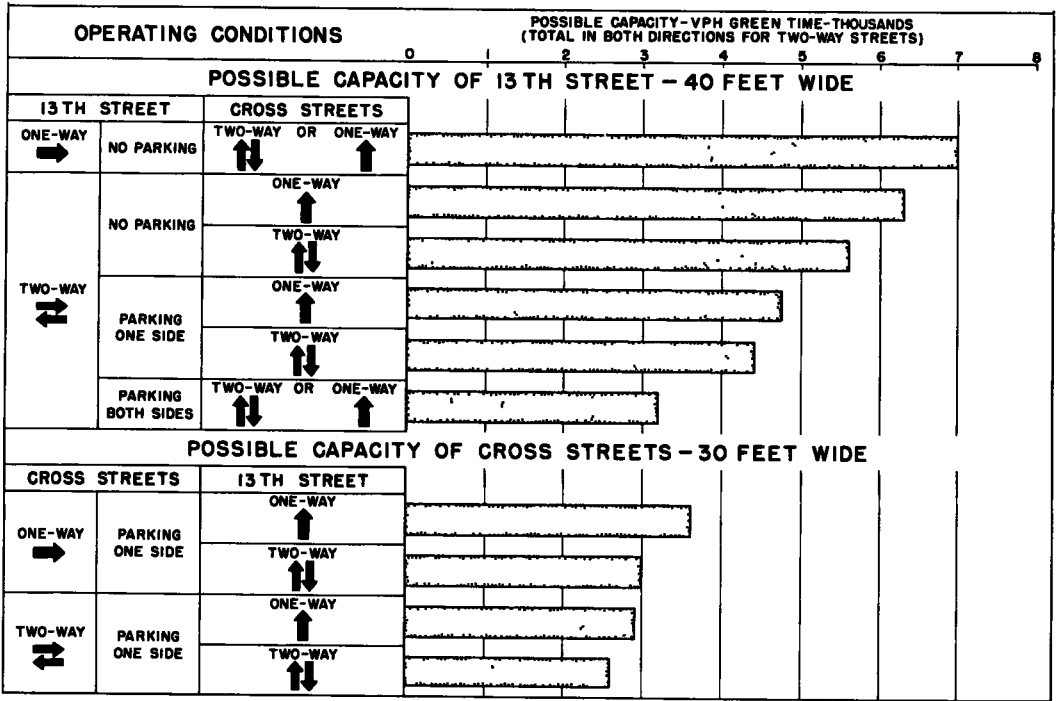 OPERATING CONDITIONS
POSSIBLE CAPACITY-VPH GREEN TIME-THOUSANDS
(TOTAL IN BOTH DIRECTIONS FOR TWO-WAY STREETS)
0 1 2 3 4 5 6 7 8
POSSIBLE CAPACITY OF 13TH STREET - 40 FEET WIDE
13TH STREET CROSS STREETS
ONE-WAY NO PARKING TWO-WAY OR ONE-WAY
TWO-WAY
NO PARKING
ONE-WAY
TWO-WAY
PARKING
ONE SIDE
ONE-WAY
TWO-WAY
PARKING
BOTH SIDES
TWO-WAY OR ONE-WAY
POSSIBLE CAPACITY OF CROSS STREETS - 30 FEET WIDE
CROSS STREETS 13TH STREET
ONE-WAY
PARKING
ONE SIDE
ONE-WAY
TWO-WAY
TWO-WAY
PARKING
ONE SIDE
ONE-WAY
TWO-WAY